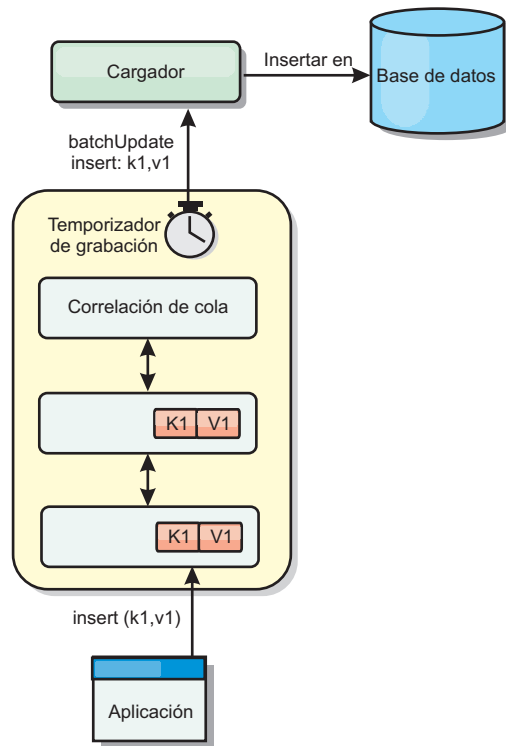 Cargador
Insertar en
Base de datos
batchUpdate
insert: k1,v1
Temporizador
de grabación
Correlación de cola
K1 V1
K1 V1
insert (k1,v1)
Aplicación